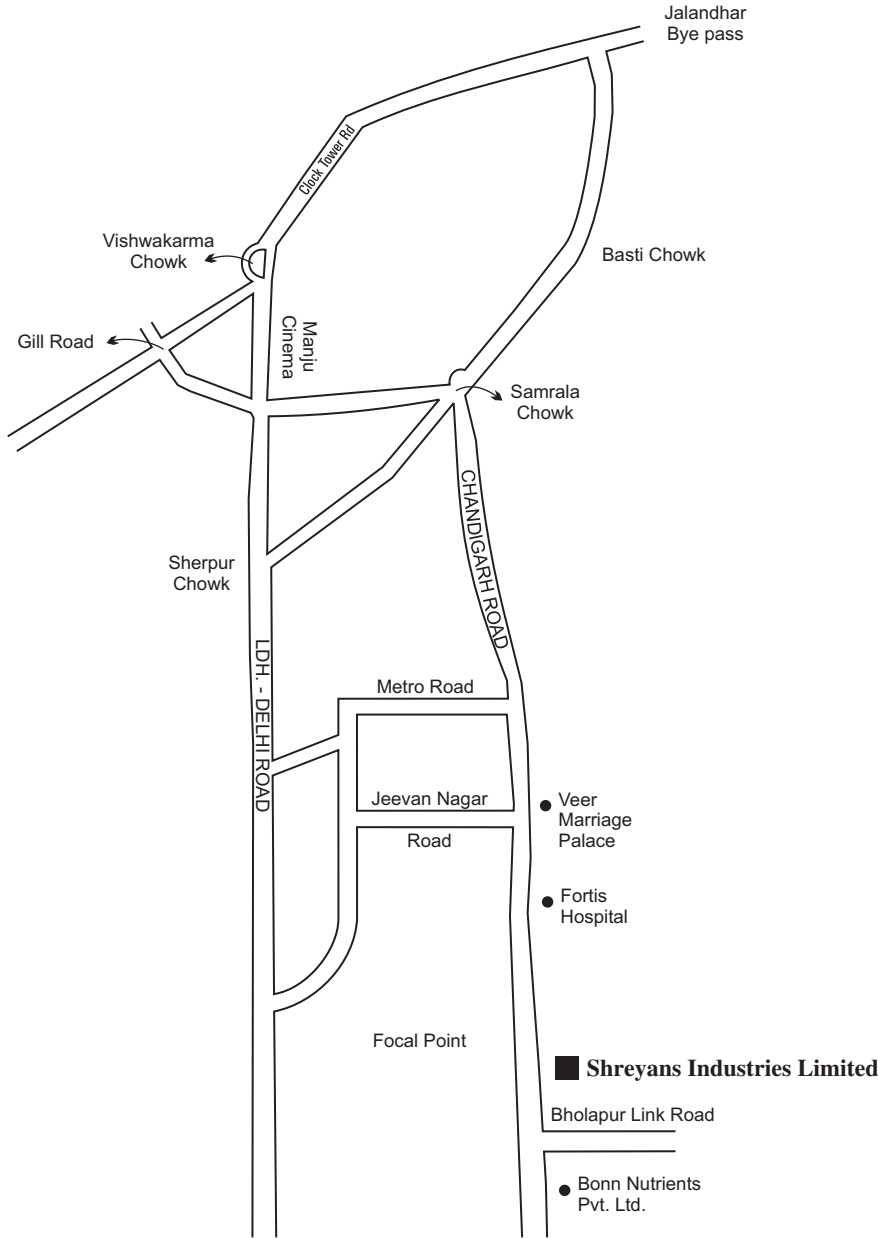 Jalandhar
Bye pass
Clock Tower Rd
Vishwakarma
Chowk
Basti Chowk
Gill Road
Manju
Cinema
Samrala
Chowk
CHANDIGARH ROAD
Sherpur
Chowk
LDH. - DELHI ROAD
Metro Road
Jeevan Nagar
Road
Veer
Marriage
Palace
Fortis
Hospital
Focal Point
Shreyans Industries Limited
Bholapur Link Road
Bonn Nutrients
Pvt. Ltd.